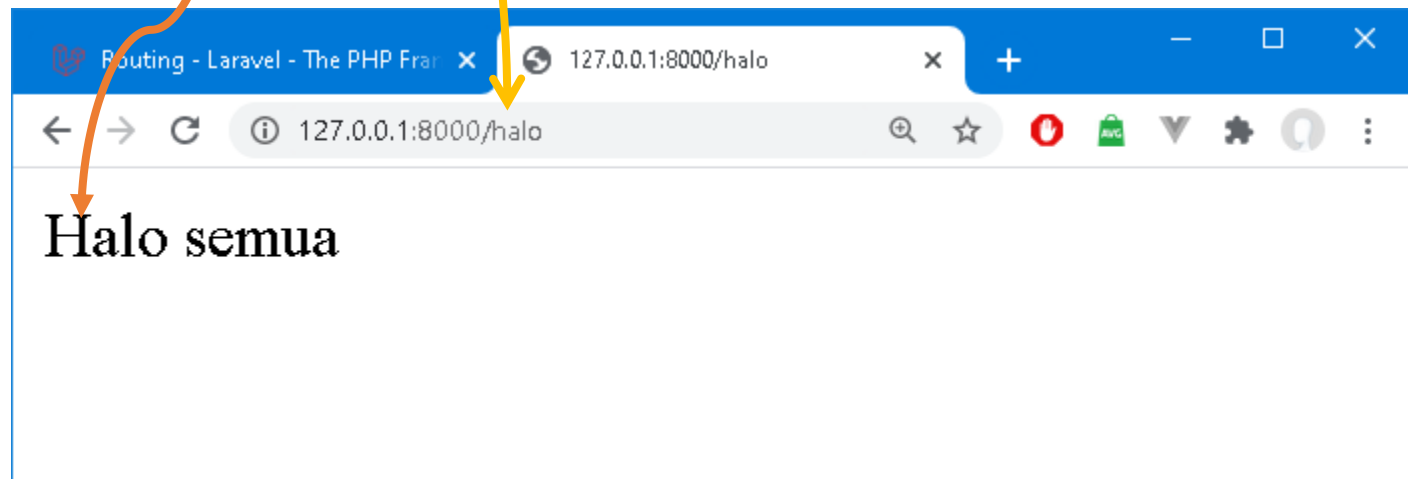 Routing - Laravel - The PHP Fran
127.0.0.1:8000/halo
127.0.0.1:8000/halo
AVG
Halo semua